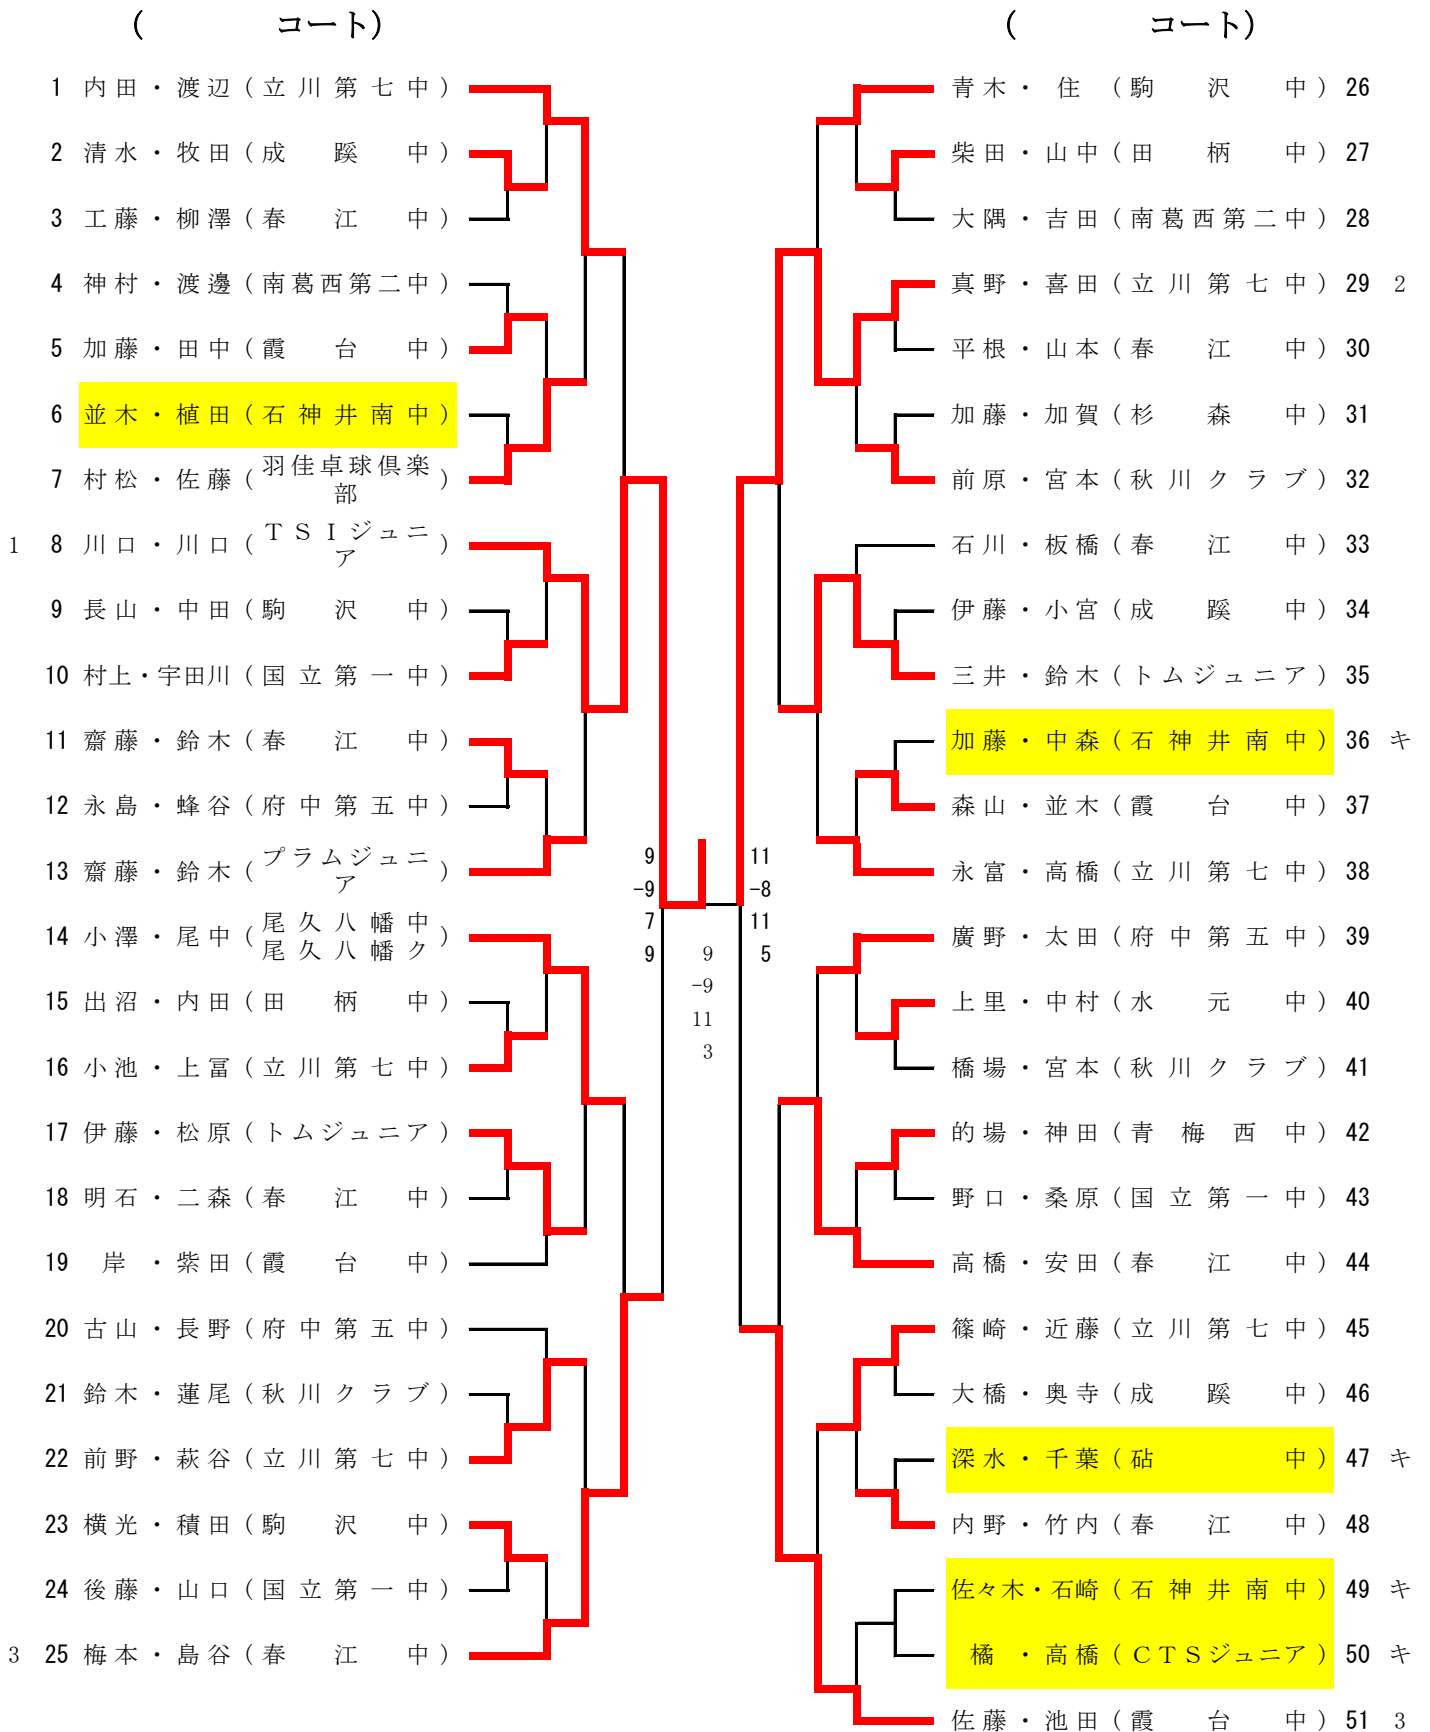 (　　　コート)
1 内田・渡辺(立川第七中)
2 清水・牧田(成蹊中)
3 工藤・柳澤(春江中)
4 神村・渡邊(南葛西第二中)
5 加藤・田中(霞台中)
6 並木・植田(石神井南中)
7 村松・佐藤(羽佳卓球倶楽部)
1 8 川口・川口(ＴＳＩジュニア)
9 長山・中田(駒沢中)
10 村上・宇田川(国立第一中)
11 齋藤・鈴木(春江中)
12 永島・蜂谷(府中第五中)
13 齋藤・鈴木(プラムジュニア)
14 小澤・尾中(尾久八幡中
尾久八幡ク)
15 出沼・内田(田柄中)
16 小池・上冨(立川第七中)
17 伊藤・松原(トムジュニア)
18 明石・二森(春江中)
19 岸・柴田(霞台中)
20 古山・長野(府中第五中)
21 鈴木・蓮尾(秋川クラブ)
22 前野・萩谷(立川第七中)
23 横光・積田(駒沢中)
24 後藤・山口(国立第一中)
3 25 梅本・島谷(春江中)
9
-9
7
9
9
-9
11
3
11
-8
11
5
(　　　コート)
青木・住(駒沢中) 26
柴田・山中(田柄中) 27
大隅・吉田(南葛西第二中) 28
真野・喜田(立川第七中) 29 2
平根・山本(春江中) 30
加藤・加賀(杉森中) 31
前原・宮本(秋川クラブ) 32
石川・板橋(春江中) 33
伊藤・小宮(成蹊中) 34
三井・鈴木(トムジュニア) 35
加藤・中森(石神井南中) 36 キ
森山・並木(霞台中) 37
永富・高橋(立川第七中) 38
廣野・太田(府中第五中) 39
上里・中村(水元中) 40
橋場・宮本(秋川クラブ) 41
的場・神田(青梅西中) 42
野口・桑原(国立第一中) 43
高橋・安田(春江中) 44
篠崎・近藤(立川第七中) 45
大橋・奥寺(成蹊中) 46
深水・千葉(砧中) 47 キ
内野・竹内(春江中) 48
佐々木・石崎(石神井南中) 49 キ
橘・高橋(ＣＴＳジュニア) 50 キ
佐藤・池田(霞台中) 51 3